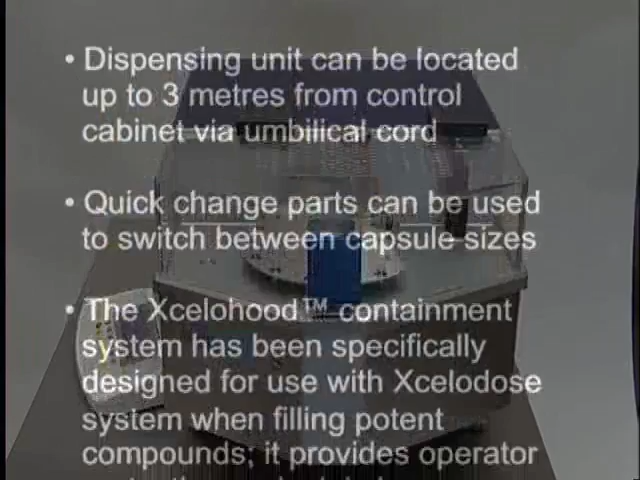 • Dispensing unit can be located
up to 3 metres from control
cabinet via umbilical cord
• Quick change parts can be used
to switch between capsule sizes
• The Xcelohood™ containment
system has been specifically
designed for use with Xcelodose
system when filling potent
compounds; it provides operator